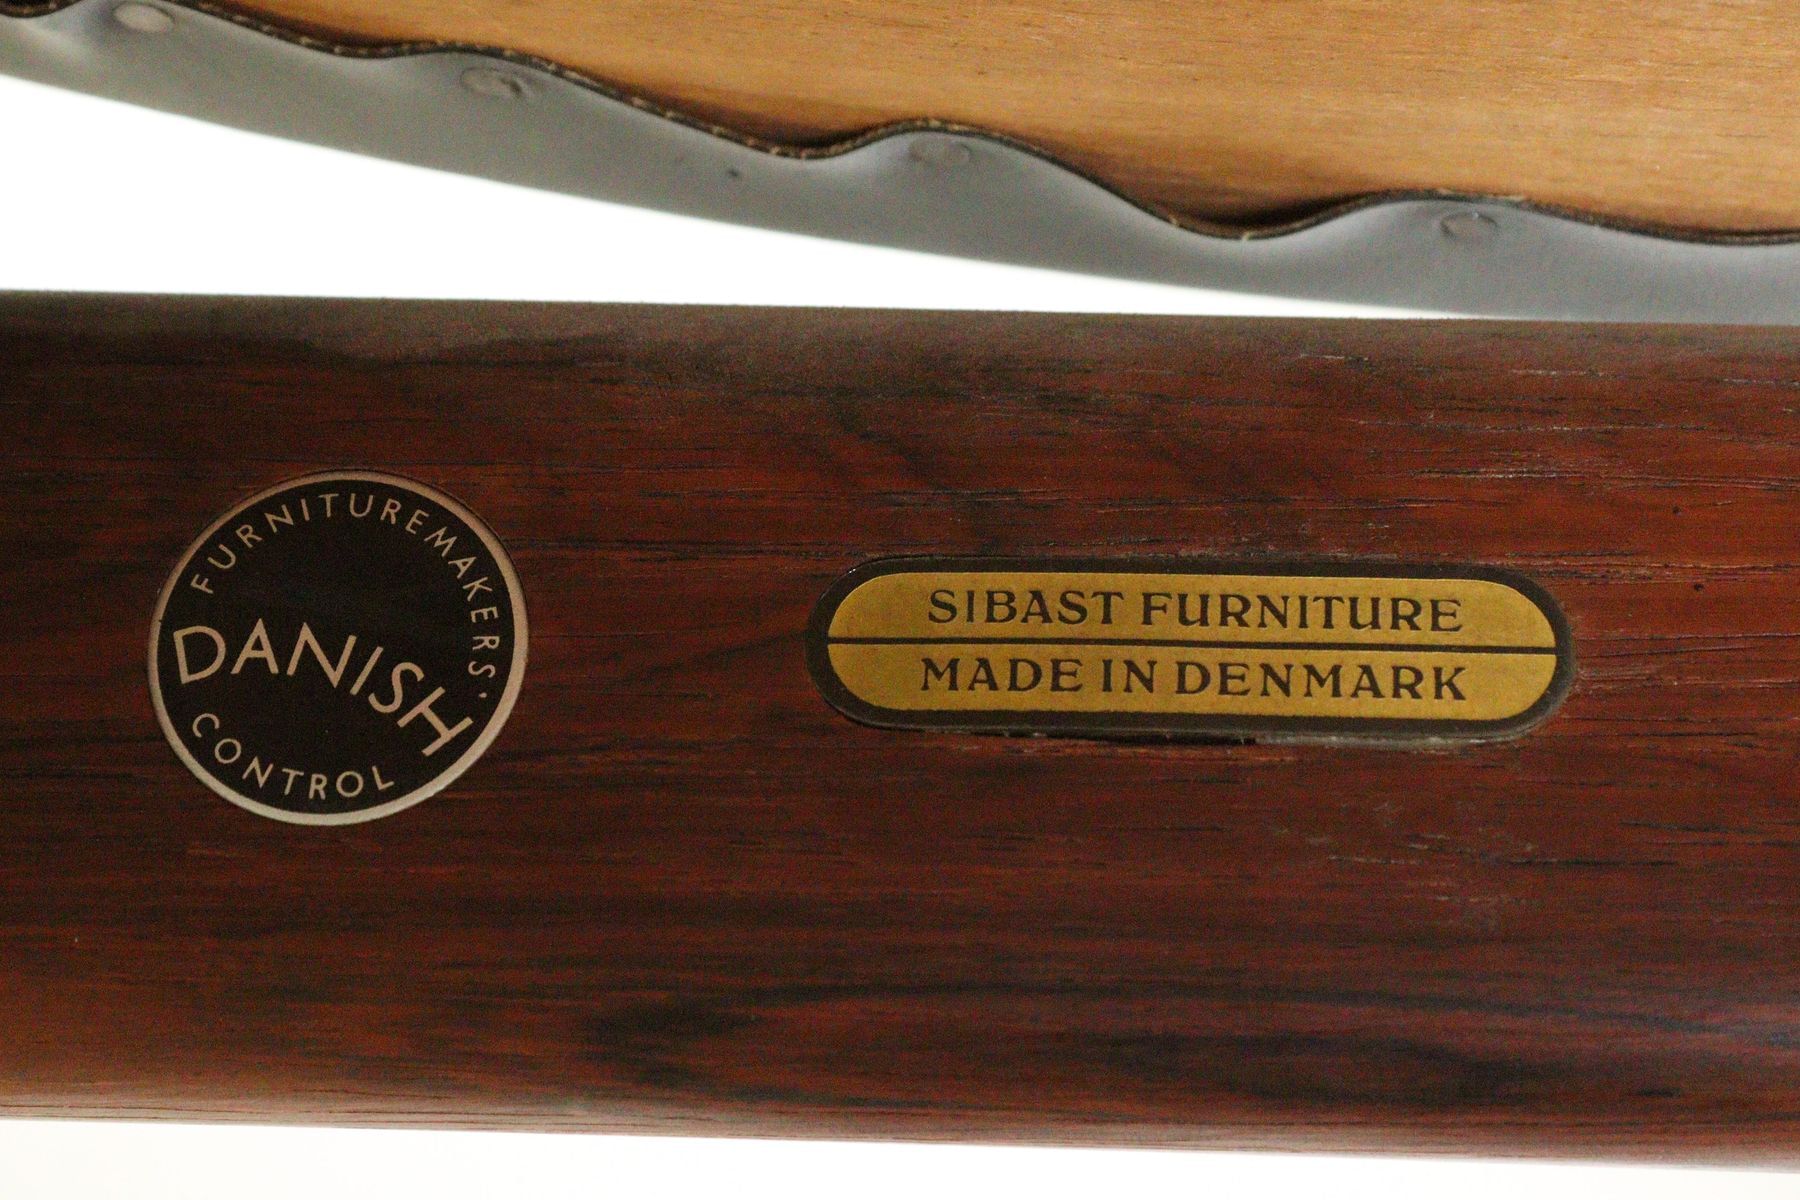 FURNITUREMAKERS'
DANISH
CONTROL
SIBAST FURNITURE
MADE IN DENMARK